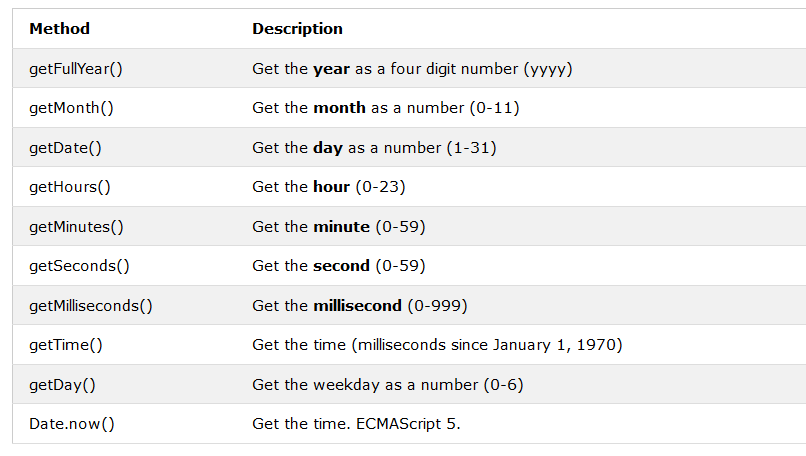 Method Description
getFullYear() Get the year as a four digit number (yyyy)
getMonth() Get the month as a number (0-11)
getDate() Get the day as a number (1-31)
getHours() Get the hour (0-23)
getMinutes() Get the minute (0-59)
getSeconds() Get the second (0-59)
getMilliseconds() Get the millisecond (0-999)
getTime() Get the time (milliseconds since January 1, 1970)
getDay() Get the weekday as a number (0-6)
Date.now() Get the time. ECMAScript 5.